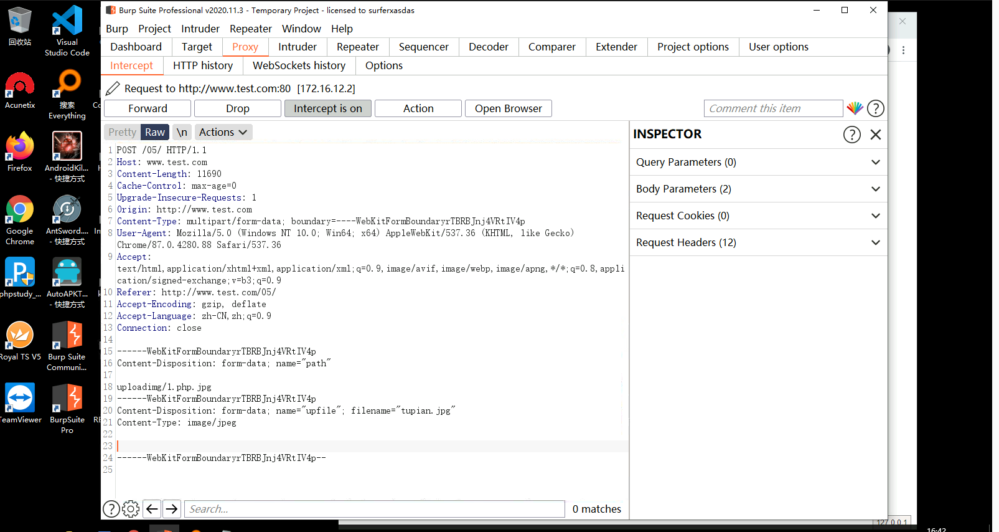 Burp Suite Professional v2020.11.3 - Temporary Project - licensed to surferxasdas
Burp Project Intruder Repeater Window Help
Dashboard Target Proxy Intruder Repeater Sequencer Decoder Comparer Extender Project options User options
Intercept HTTP history WebSockets history Options
Request to http://www.test.com:80 [172.16.12.2]
Forward Drop Intercept is on Action Open Browser Comment this item ?
Pretty Raw \n Actions
1 POST /05/ HTTP/1.1
2 Host: www.test.com
3 Content-Length: 11690
4 Cache-Control: max-age=0
5 Upgrade-Insecure-Requests: 1
6 Origin: http://www.test.com
7 Content-Type: multipart/form-data; boundary=----WebKitFormBoundaryrTBRBJnj4VRtIV4p
8 User-Agent: Mozilla/5.0 (Windows NT 10.0; Win64; x64) AppleWebKit/537.36 (KHTML, like Gecko)
Chrome/87.0.4280.88 Safari/537.36
9 Accept:
text/html,application/xhtml+xml,application/xml;q=0.9,image/avif,image/webp,image/apng,*/*;q=0.8,appli
cation/signed-exchange;v=b3;q=0.9
10 Referer: http://www.test.com/05/
11 Accept-Encoding: gzip, deflate
12 Accept-Language: zh-CN,zh;q=0.9
13 Connection: close
14
15 ------WebKitFormBoundaryrTBRBJnj4VRtIV4p
16 Content-Disposition: form-data; name="path"
17
18 uploadimg/1.php.jpg
19 ------WebKitFormBoundaryrTBRBJnj4VRtIV4p
20 Content-Disposition: form-data; name="upfile"; filename="tupian.jpg"
21 Content-Type: image/jpeg
22
23
24 ------WebKitFormBoundaryrTBRBJnj4VRtIV4p--
25
? Search... 0 matches
INSPECTOR ?
Query Parameters (0)
Body Parameters (2)
Request Cookies (0)
Request Headers (12)
回收站
Visual
Studio Code
Acunetix
搜索
Everything
Firefox
AndroidKil...
- 快捷方式
Google
Chrome
AntSword....
- 快捷方式
phpstudy_...
AutoAPKT...
- 快捷方式
Royal TS V5
Burp Suite
Communi...
TeamViewer
BurpSuite
Pro
127.0.0.1
16:42